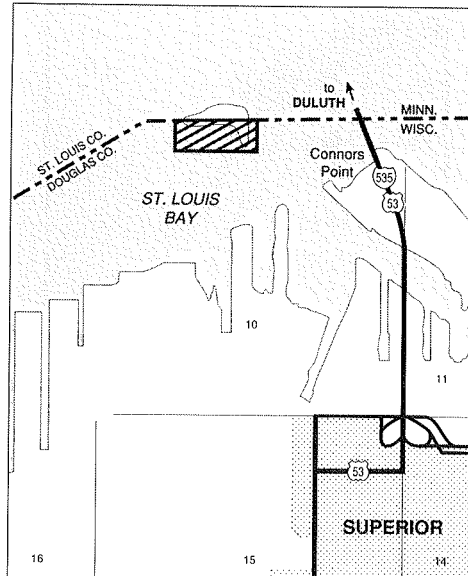 to
DULUTH
MINN.
WISC.
ST. LOUIS CO.
DOUGLAS CO.
Connors
Point
535
53
ST. LOUIS
BAY
10
11
53
SUPERIOR
16
15
14